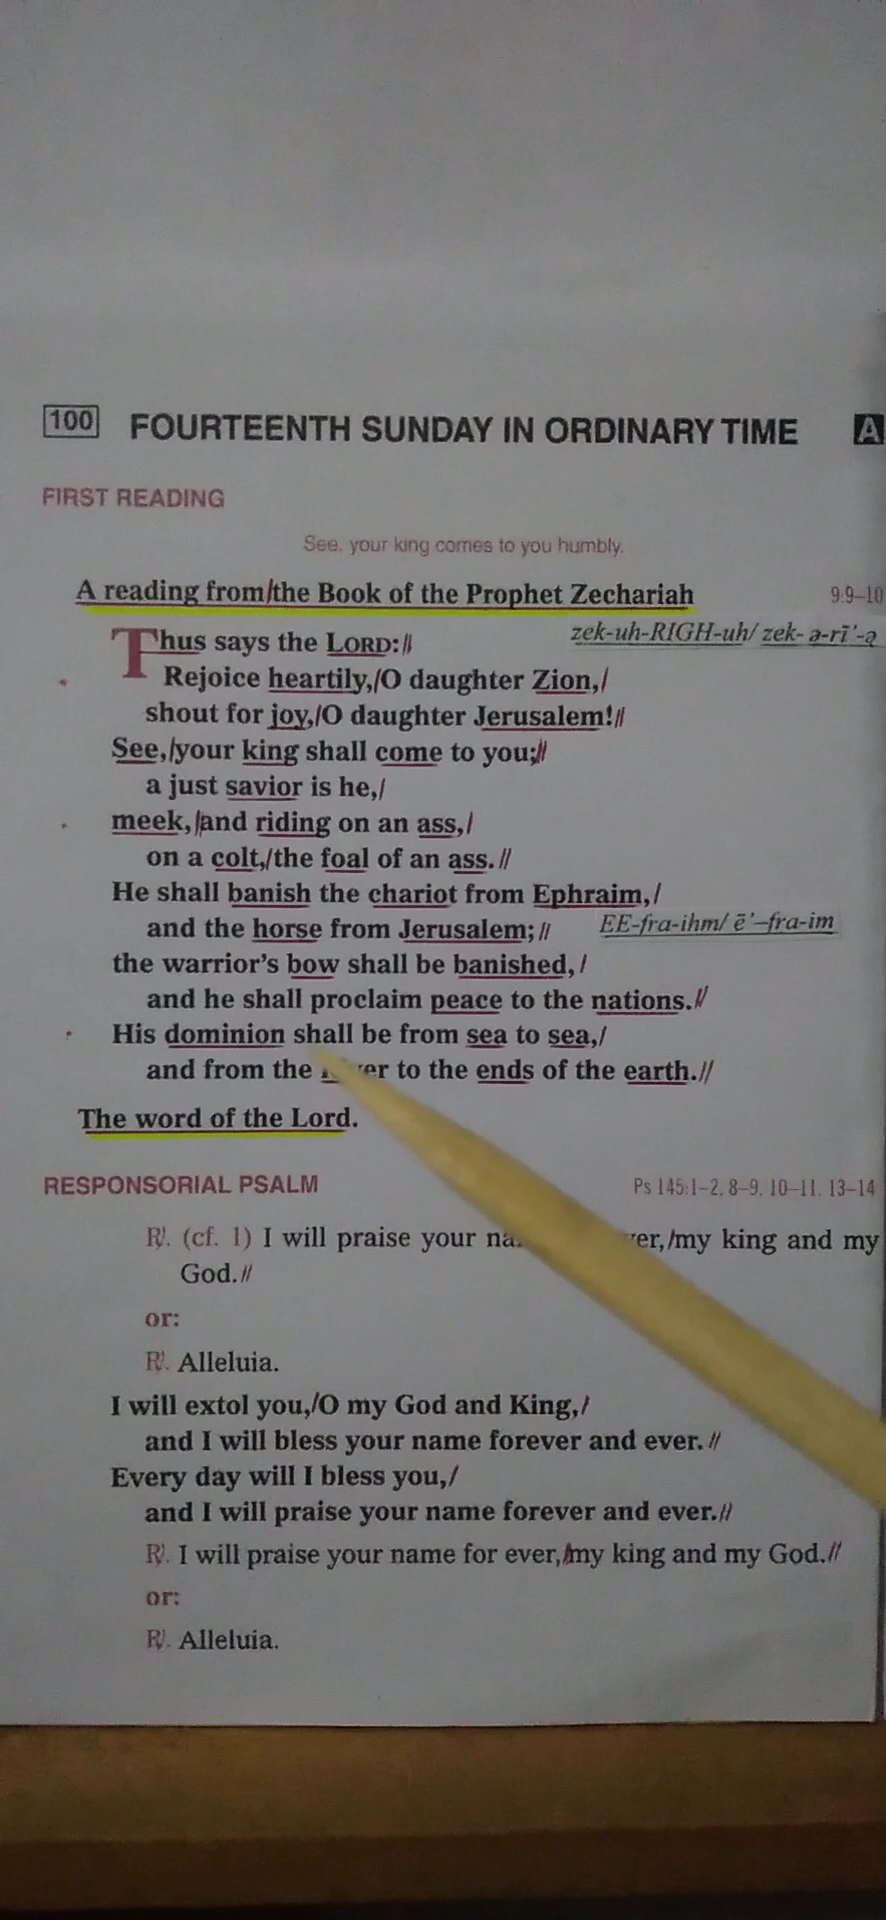 100 FOURTEENTH SUNDAY IN ORDINARY TIME A
FIRST READING
See, your king comes to you humbly.
A reading from/the Book of the Prophet Zechariah 9:9–10
Thus says the LORD:// zek-uh-RIGH-uh/ zek- ə-rī’-ə
Rejoice heartily,/O daughter Zion,/
shout for joy,/O daughter Jerusalem!//
See,/your king shall come to you;//
a just savior is he,/
meek,/and riding on an ass,/
on a colt,/the foal of an ass.//
He shall banish the chariot from Ephraim,/
and the horse from Jerusalem;// EE-fra-ihm/ ē’–fra-im
the warrior’s bow shall be banished,/
and he shall proclaim peace to the nations.//
His dominion shall be from sea to sea,/
and from the to the ends of the earth.//
The word of the Lord.
RESPONSORIAL PSALM Ps 145:1–2, 8–9, 10–11, 13–14
R/. (cf. 1) I will praise your /my king and my
God.//
or:
R/. Alleluia.
I will extol you,/O my God and King,/
and I will bless your name forever and ever.//
Every day will I bless you,/
and I will praise your name forever and ever.//
R/. I will praise your name for ever,/my king and my God.//
or:
R/. Alleluia.